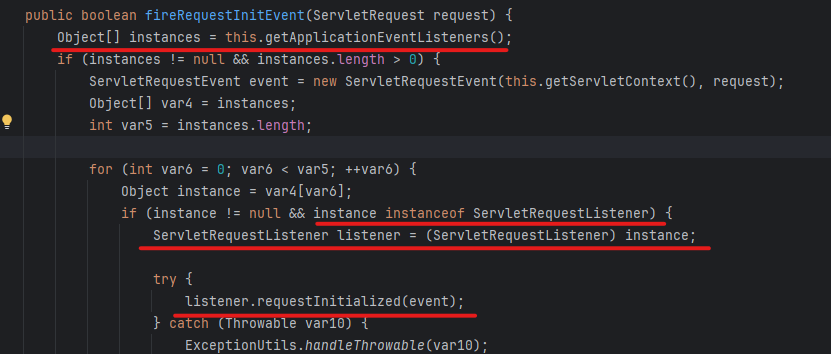 public boolean fireRequestInitEvent(ServletRequest request) {
Object[] instances = this.getApplicationEventListeners();
if (instances != null && instances.length > 0) {
ServletRequestEvent event = new ServletRequestEvent(this.getServletContext(), request);
Object[] var4 = instances;
int var5 = instances.length;
for (int var6 = 0; var6 < var5; ++var6) {
Object instance = var4[var6];
if (instance != null && instance instanceof ServletRequestListener) {
ServletRequestListener listener = (ServletRequestListener) instance;
try {
listener.requestInitialized(event);
} catch (Throwable var10) {
ExceptionUtils.handleThrowable(var10);